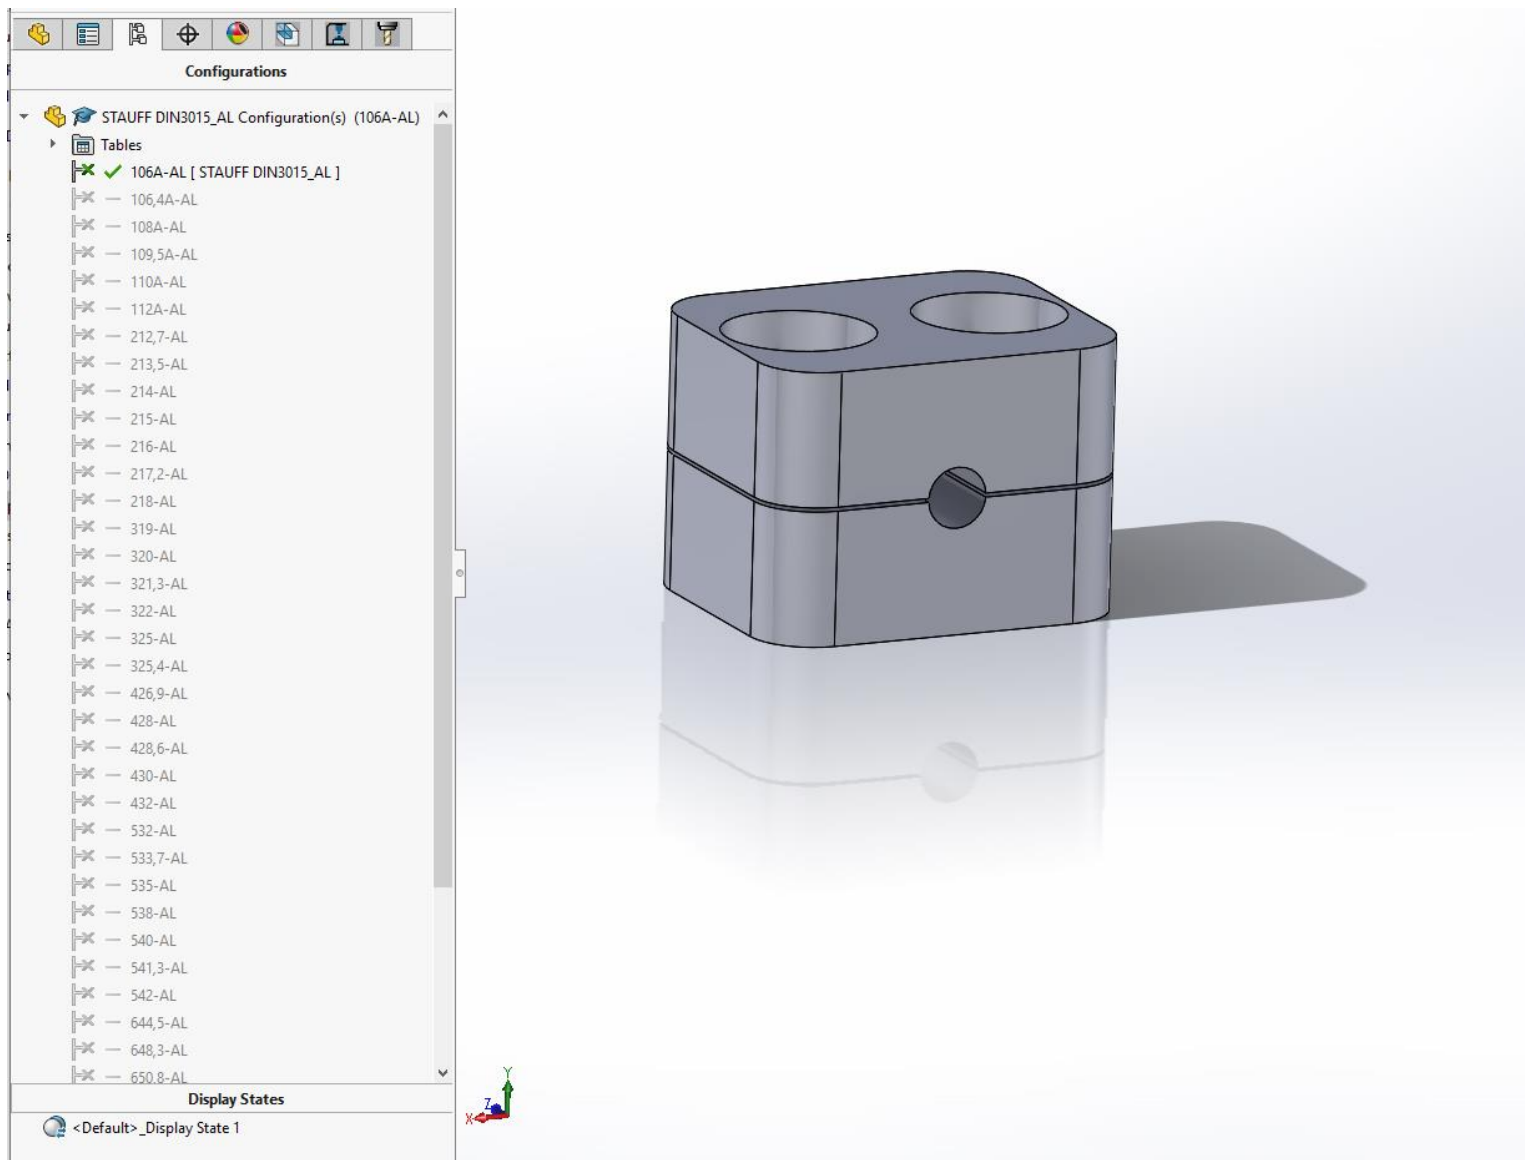 Configurations
STAUFF DIN3015_AL Configuration(s) (106A-AL)
Tables
106A-AL [ STAUFF DIN3015_AL ]
106,4A-AL
108A-AL
109,5A-AL
110A-AL
112A-AL
212,7-AL
213,5-AL
214-AL
215-AL
216-AL
217,2-AL
218-AL
319-AL
320-AL
321,3-AL
322-AL
325-AL
325,4-AL
426,9-AL
428-AL
428,6-AL
430-AL
432-AL
532-AL
533,7-AL
535-AL
538-AL
540-AL
541,3-AL
542-AL
644,5-AL
648,3-AL
650,8-AL
Display States
<Default>_Display State 1
Y
Z
X